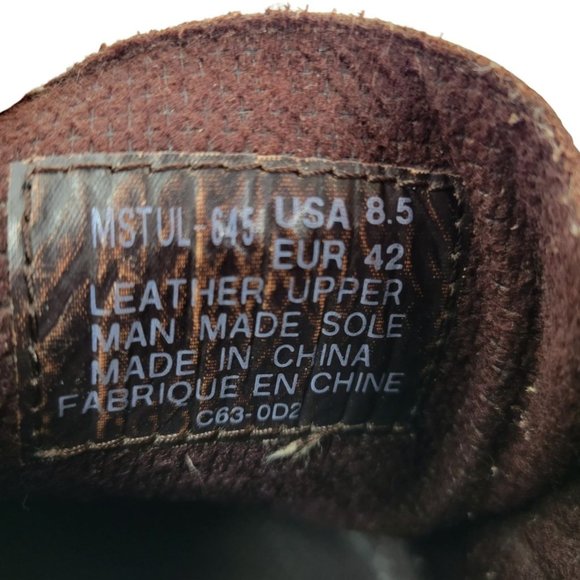 MSTUL-645 USA 8.5
EUR 42
LEATHER UPPER
MAN MADE SOLE
MADE IN CHINA
FABRIQUE EN CHINE
C63-0D2